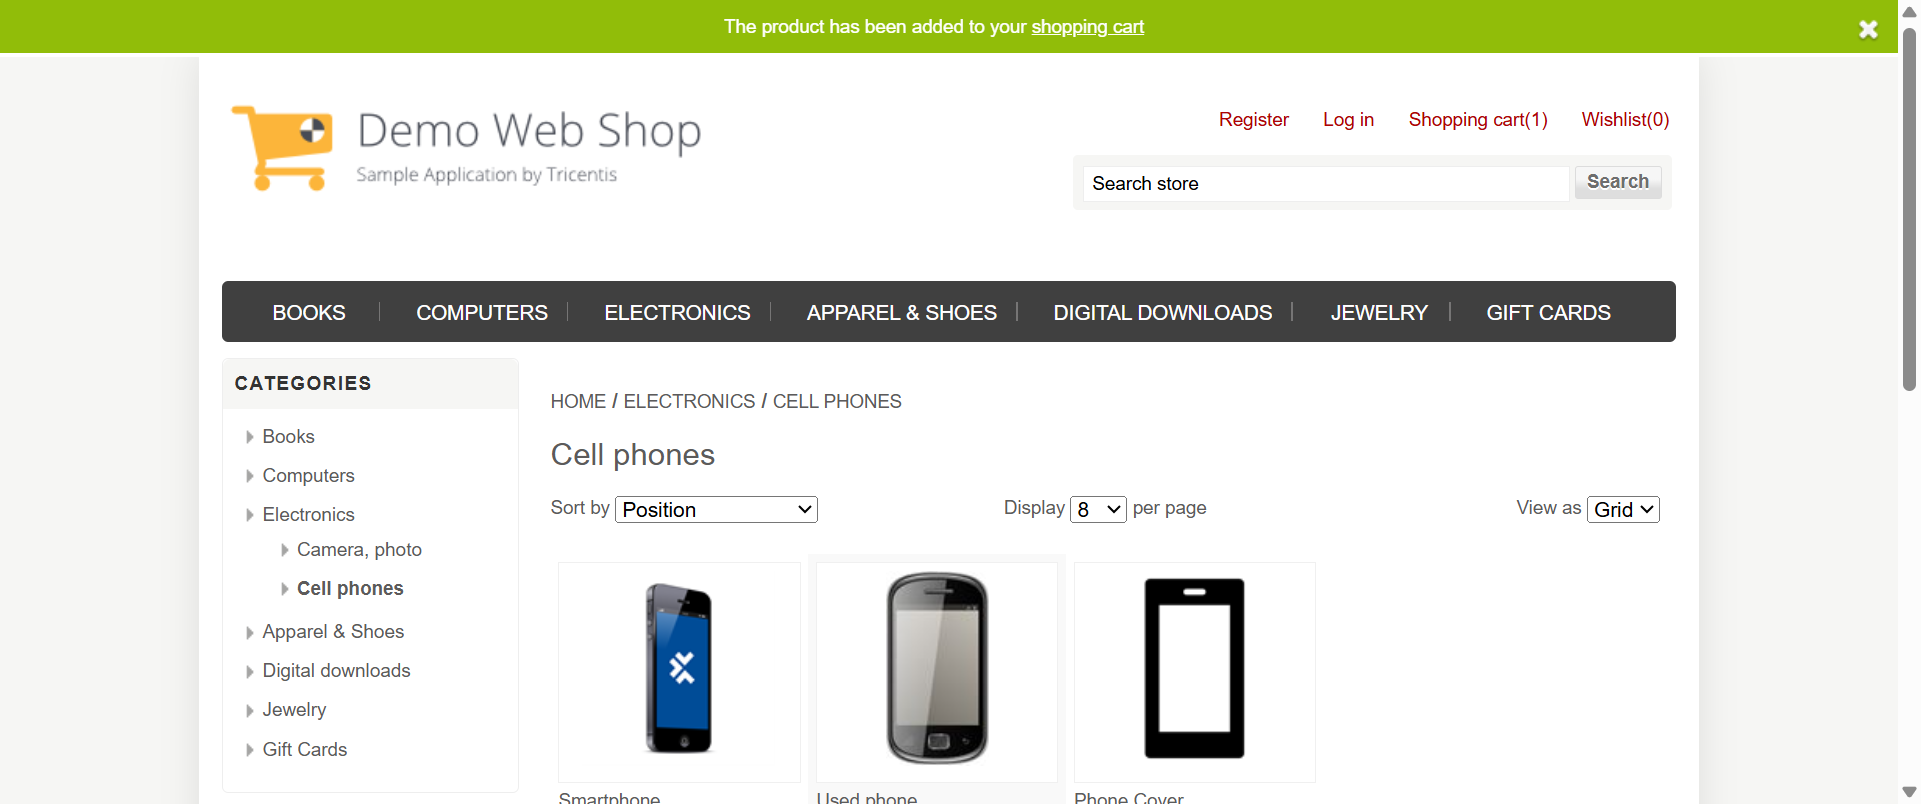 The product has been added to your shopping cart
Demo Web Shop
Sample Application by Tricentis
Register Log in Shopping cart(1) Wishlist(0)
Search store Search
BOOKS COMPUTERS ELECTRONICS APPAREL & SHOES DIGITAL DOWNLOADS JEWELRY GIFT CARDS
CATEGORIES
Books
Computers
Electronics
Camera, photo
Cell phones
Apparel & Shoes
Digital downloads
Jewelry
Gift Cards
HOME / ELECTRONICS / CELL PHONES
Cell phones
Sort by Position Display 8 per page View as Grid
Smartphone Used phone Phone Cover